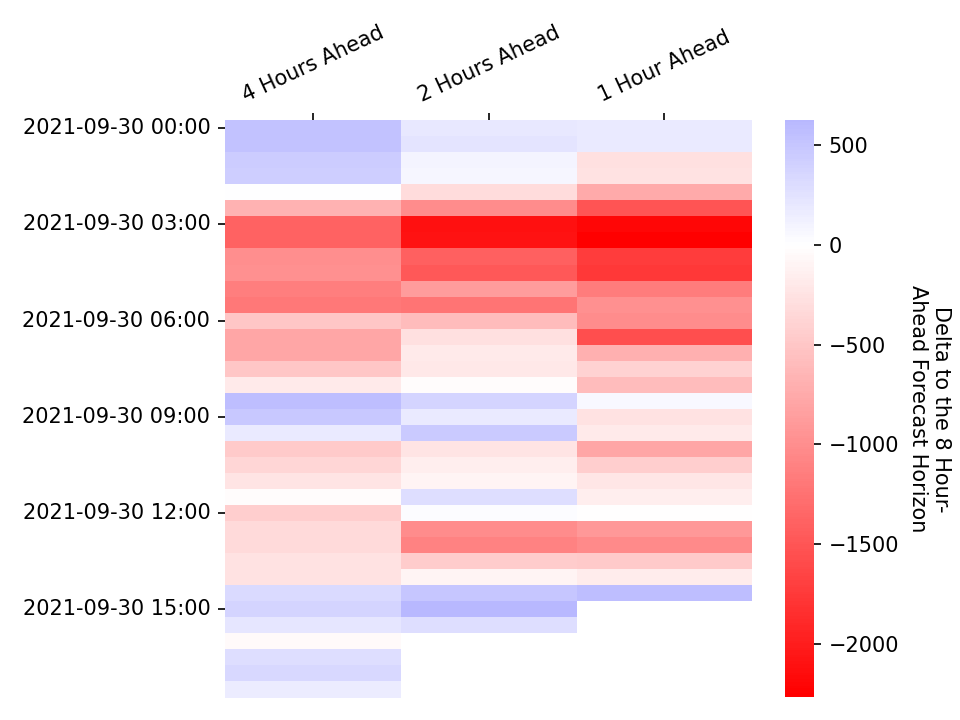 4 Hours Ahead
2 Hours Ahead
1 Hour Ahead
2021-09-30 00:00
2021-09-30 03:00
2021-09-30 06:00
2021-09-30 09:00
2021-09-30 12:00
2021-09-30 15:00
500
0
−500
−1000
−1500
−2000
Delta to the 8 Hour-
Ahead Forecast Horizon